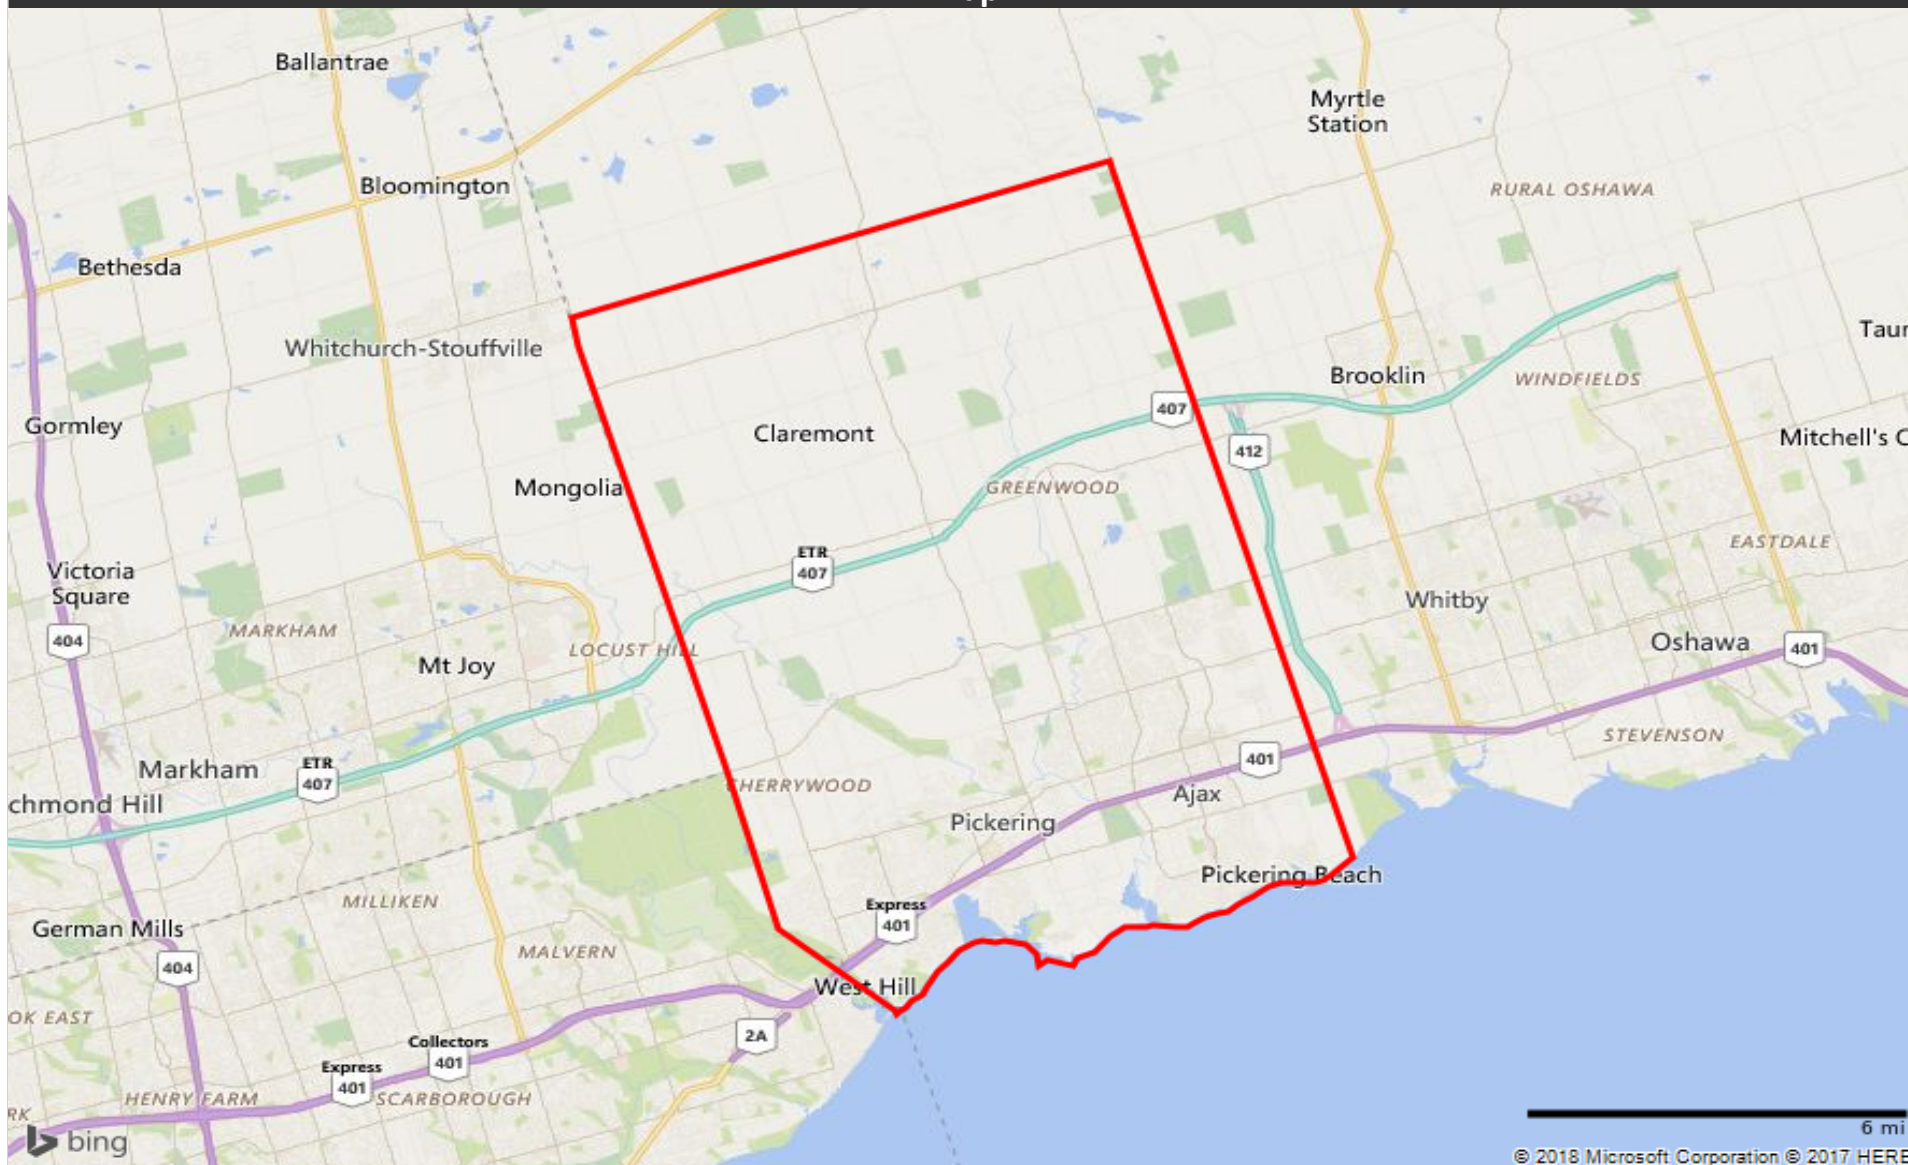 Ballantrae
Myrtle
Station
Bloomington
RURAL OSHAWA
Bethesda
Whitchurch-Stouffville
Brooklin
WINDFIELDS
407
Gormley
Claremont
412
Mitchell's C
Mongolia
GREENWOOD
EASTDALE
ETR
407
Victoria
Square
Whitby
404
MARKHAM
LOCUST HILL
Oshawa
401
Mt Joy
STEVENSON
401
ETR
407
Markham
CHERRYWOOD
Ajax
chmond Hill
Pickering
Pickering Beach
MILLIKEN
Express
401
German Mills
MALVERN
404
West Hill
OK EAST
2A
Collectors
401
Express
401
HENRY FARM
SCARBOROUGH
RK
bing
6 mi
© 2018 Microsoft Corporation © 2017 HERE